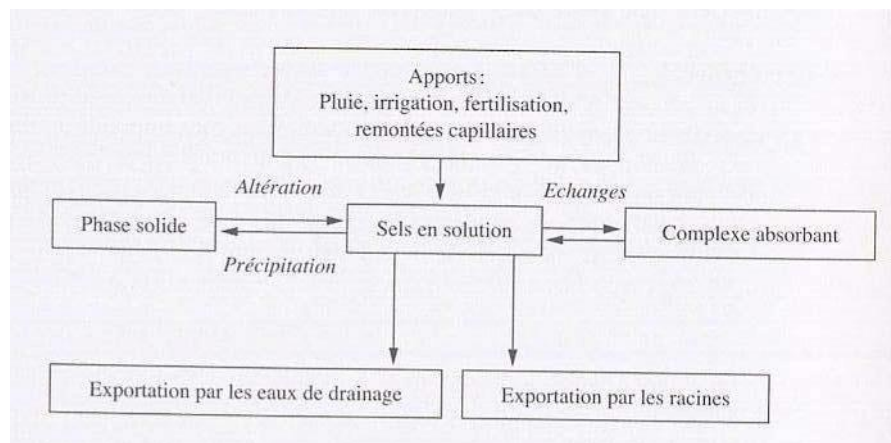 Apports:
Pluie, irrigation, fertilisation,
remontées capillaires
Altération
Echanges
Phase solide
Sels en solution
Complexe absorbant
Précipitation
Exportation par les eaux de drainage
Exportation par les racines